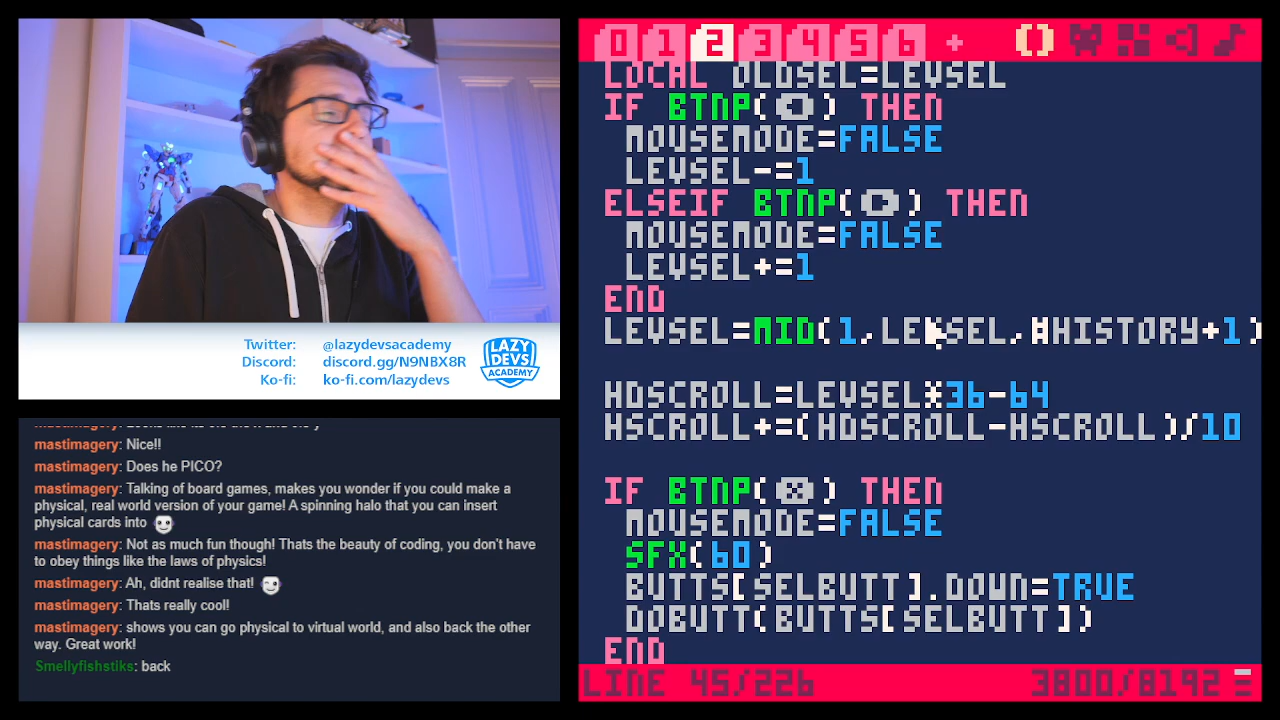 Twitter: @lazydevsacademy
Discord: discord.gg/N9NBX8R
Ko-fi: ko-fi.com/lazydevs
LAZY
DEVS
ACADEMY
mastimagery: Nice!!
mastimagery: Does he PICO?
mastimagery: Talking of board games, makes you wonder if you could make a
physical, real world version of your game! A spinning halo that you can insert
physical cards into
mastimagery: Not as much fun though! Thats the beauty of coding, you don't have
to obey things like the laws of physics!
mastimagery: Ah, didnt realise that!
mastimagery: Thats really cool!
mastimagery: shows you can go physical to virtual world, and also back the other
way. Great work!
Smellyfishstiks: back
0 1 2 3 4 5 6 +
LOCAL OLDSEL=LEVSEL
IF BTNP(⬅️) THEN
MOUSEMODE=FALSE
LEVSEL-=1
ELSEIF BTNP(➡️) THEN
MOUSEMODE=FALSE
LEVSEL+=1
END
LEVSEL=MID(1,LEVSEL,#HISTORY+1)
HDSCROLL=LEVSEL*36-64
HSCROLL+=(HDSCROLL-HSCROLL)/10
IF BTNP(❎) THEN
MOUSEMODE=FALSE
SFX(60)
BUTTS[SELBUTT].DOWN=TRUE
DOBUTT(BUTTS[SELBUTT])
END
LINE 45/226 3800/8192